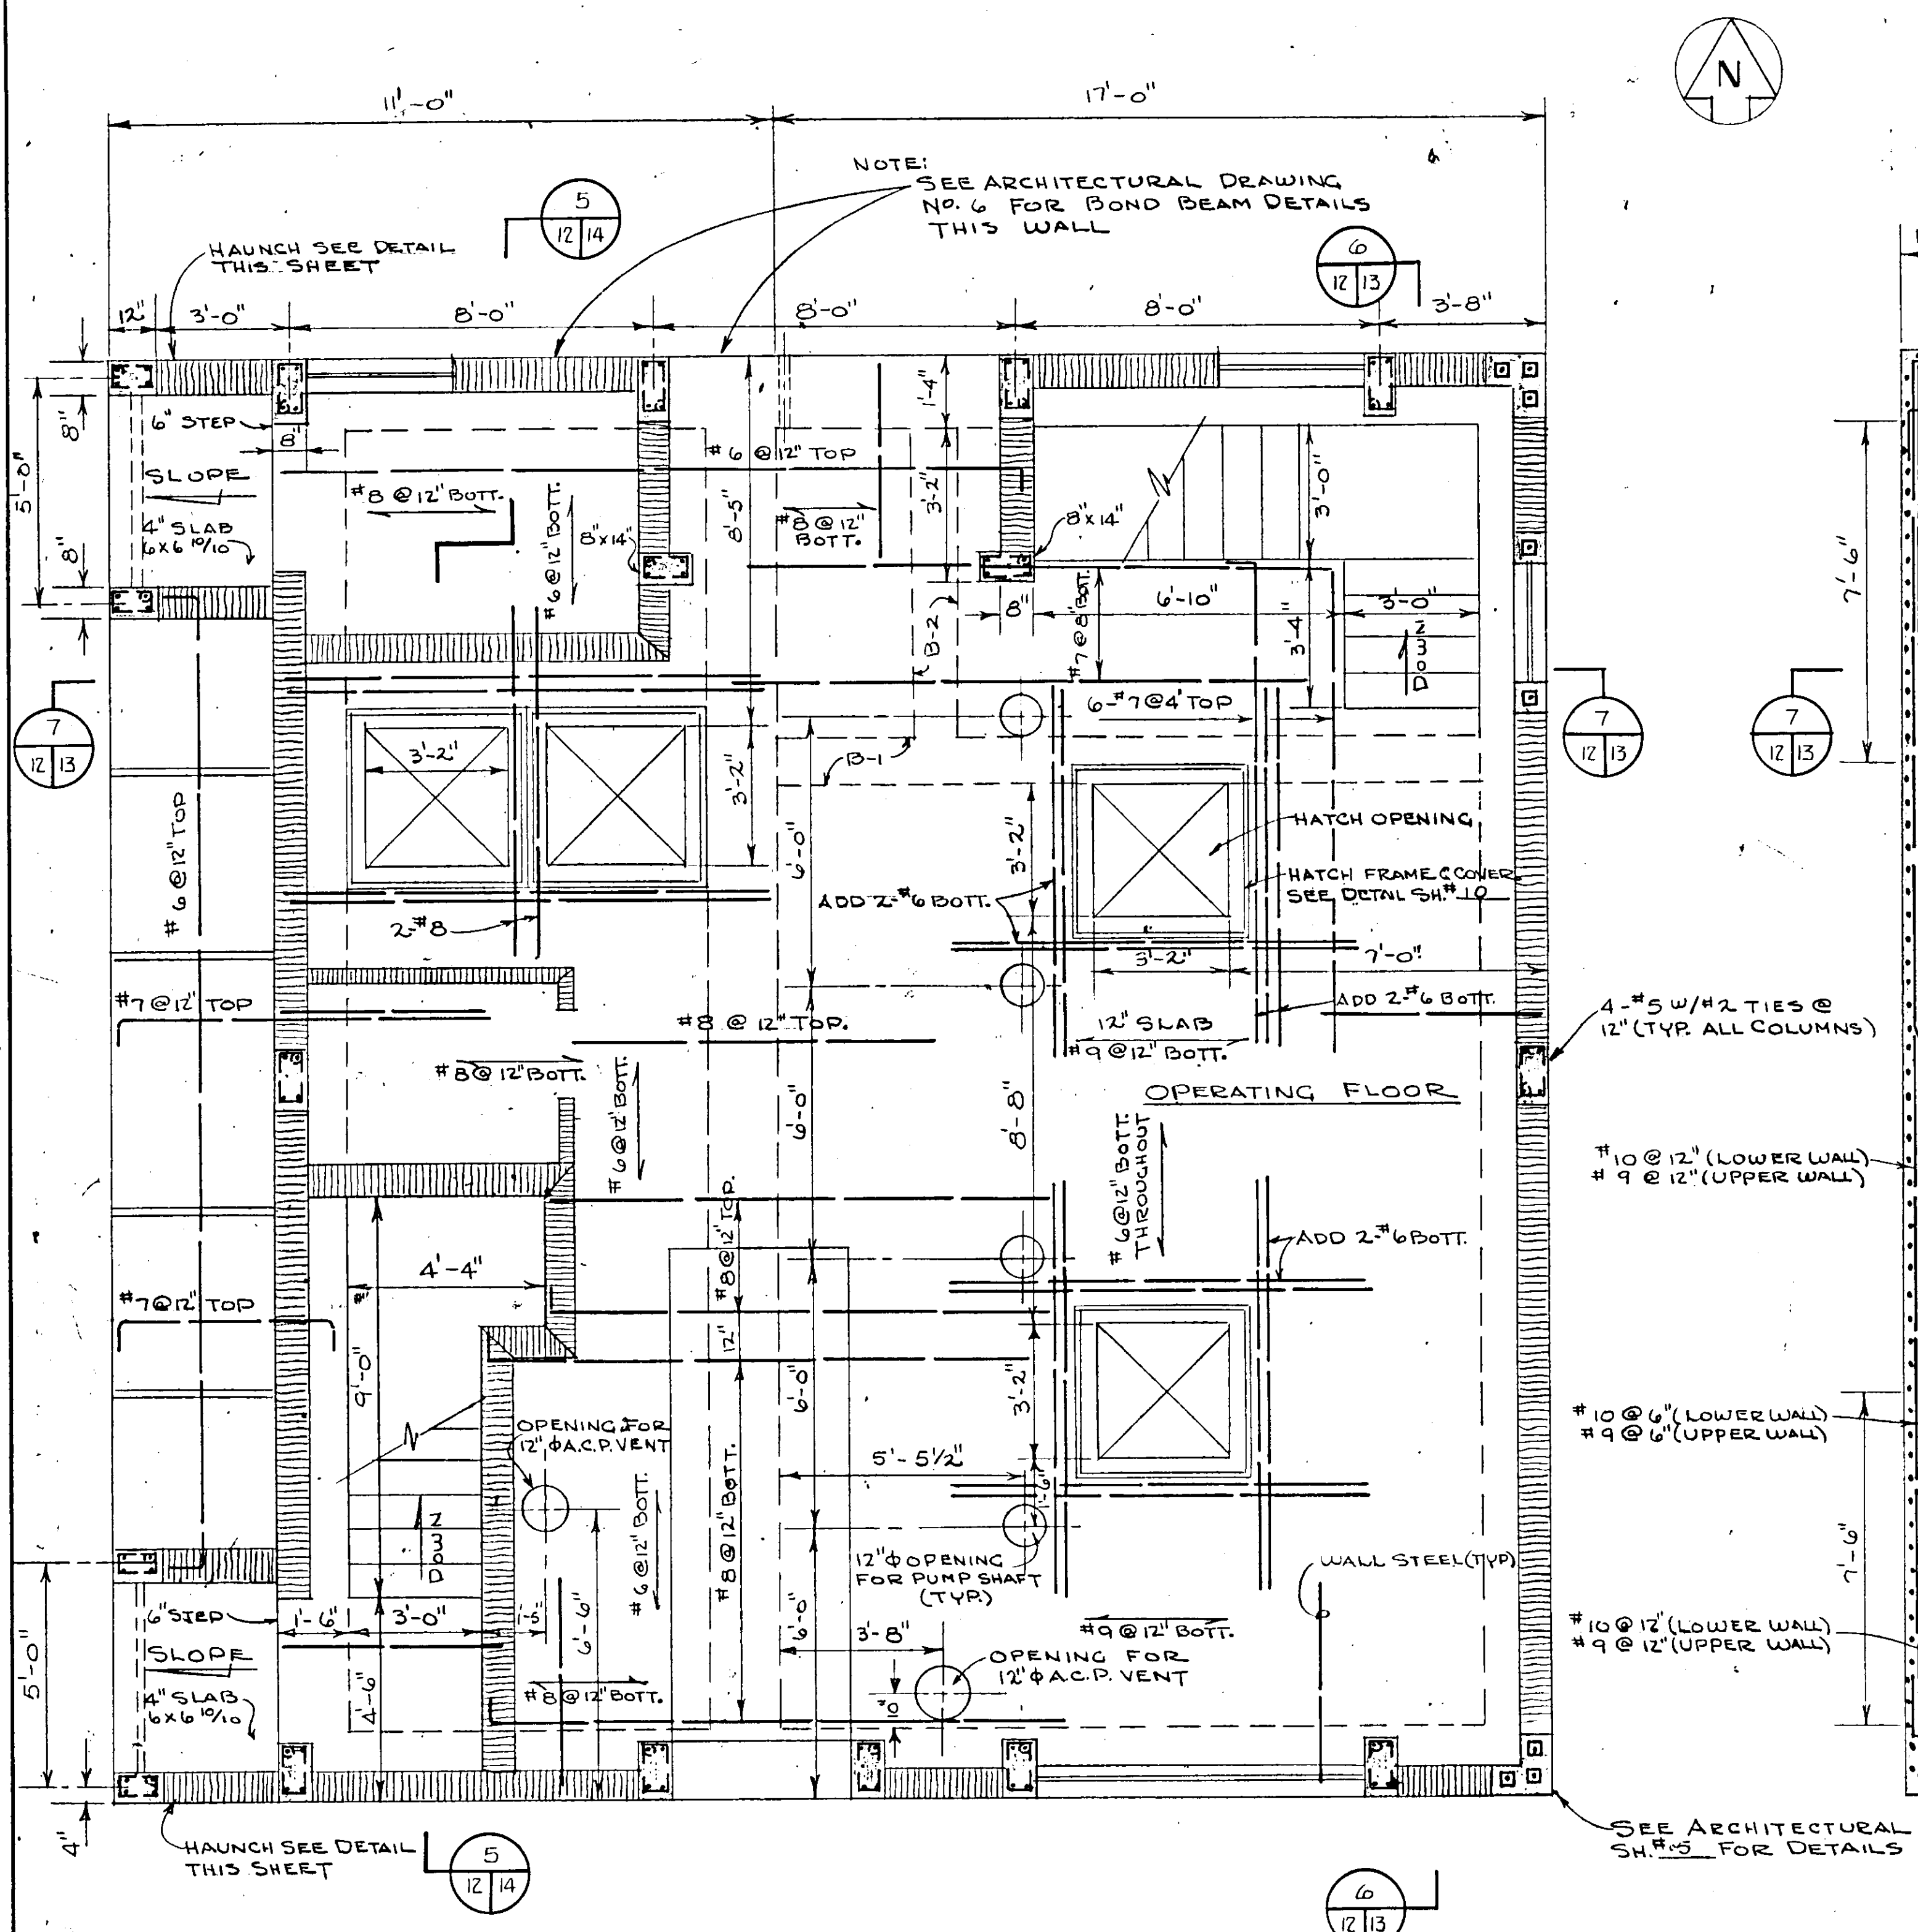 N
11'-0"
17'-0"
NOTE:
SEE ARCHITECTURAL DRAWING
NO. 6 FOR BOND BEAM DETAILS
THIS WALL
5
12 14
6
12 13
HAUNCH SEE DETAIL
THIS SHEET
12"
3'-0"
8'-0"
8'-0"
8'-0"
3'-8"
8"
5'-0"
8"
6" STEP
8"
SLOPE
4" SLAB
6x6 10/10
#6 @ 12" TOP
#8 @ 12" BOTT.
#6 @ 12" BOTT.
8"x14"
8'-5"
#8 @ 12"
BOTT.
1'-4"
3'-2"
8"x14"
3'-0"
7'-6"
B-2
8"
#7 @ 8" BOTT.
6'-10"
3'-4"
3'-0"
DOWN
7
12 13
7
12 13
7
12 13
6-#7@4" TOP
3'-2"
3'-2"
B-1
6'-0"
3'-2"
HATCH OPENING
#6 @ 12" TOP
ADD 2-#6 BOTT.
HATCH FRAME & COVER
SEE DETAIL SH.#10
2-#8
3'-2"
7'-0"
#7 @ 12" TOP
#8 @ 12" TOP.
12" SLAB
#9 @ 12" BOTT.
ADD 2-#6 BOTT.
4-#5 W/#2 TIES @
12" (TYP. ALL COLUMNS)
#8 @ 12" BOTT.
#6 @ 12" BOTT.
6'-0"
8'-8"
OPERATING FLOOR
#6@12" BOTT.
THROUGHOUT
#10 @ 12" (LOWER WALL)
#9 @ 12" (UPPER WALL)
4'-4"
#8@12" TOP.
ADD 2-#6 BOTT.
#7 @ 12" TOP
9'-0"
12"
6'-0"
3'-2"
#10 @ 6" (LOWER WALL)
#9 @ 6" (UPPER WALL)
OPENING FOR
12" ϕ A.C.P. VENT
#8 @ 12" BOTT.
5'-5 1/2"
1'-6"
DOWN
#6 @ 12" BOTT.
12" ϕ OPENING
FOR PUMP SHAFT
(TYP.)
WALL STEEL (TYP)
7'-6"
6" STEP
1'-6"
3'-0"
1'-5"
6'-6"
6'-0"
3'-8"
#9 @ 12" BOTT.
#10 @ 12" (LOWER WALL)
#9 @ 12" (UPPER WALL)
5'-0"
SLOPE
OPENING FOR
12" ϕ A.C.P. VENT
4" SLAB
6x6 10/10
4'-6"
#8 @ 12" BOTT.
10"
4"
HAUNCH SEE DETAIL
THIS SHEET
5
12 14
SEE ARCHITECTURAL
SH.#5 FOR DETAILS
6
12 13